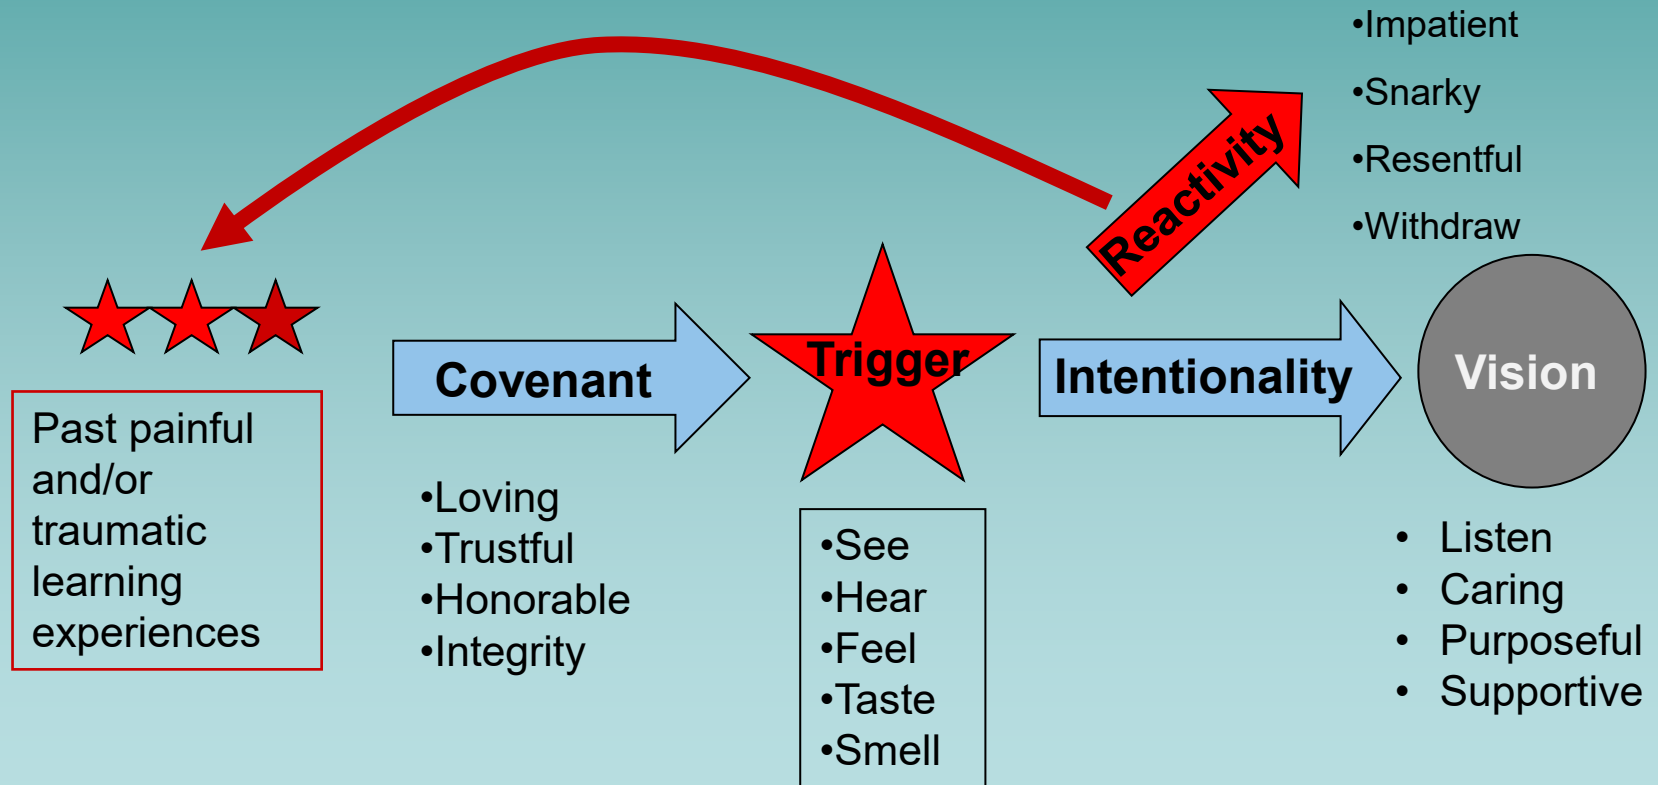 •Impatient
•Snarky
•Resentful
•Withdraw
Reactivity
Past painful
and/or
traumatic
learning
experiences
Covenant
•Loving
•Trustful
•Honorable
•Integrity
Trigger
•See
•Hear
•Feel
•Taste
•Smell
Intentionality
Vision
• Listen
• Caring
• Purposeful
• Supportive